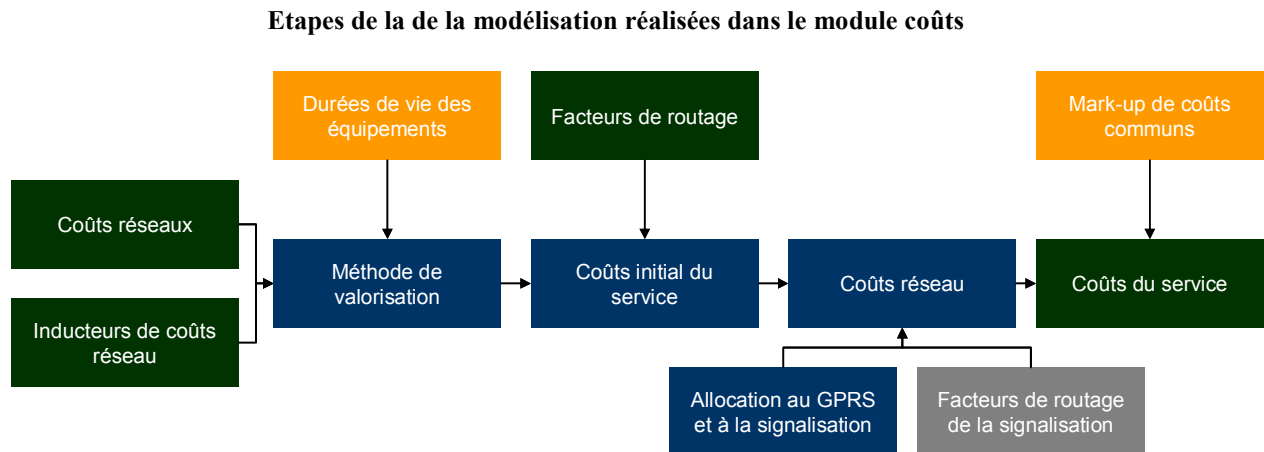 Etapes de la de la modélisation réalisées dans le module coûts
Durées de vie des
équipements
Facteurs de routage
Mark-up de coûts
communs
Coûts réseaux
Inducteurs de coûts
réseau
Méthode de
valorisation
Coûts initial du
service
Coûts réseau
Coûts du service
Allocation au GPRS
et à la signalisation
Facteurs de routage
de la signalisation